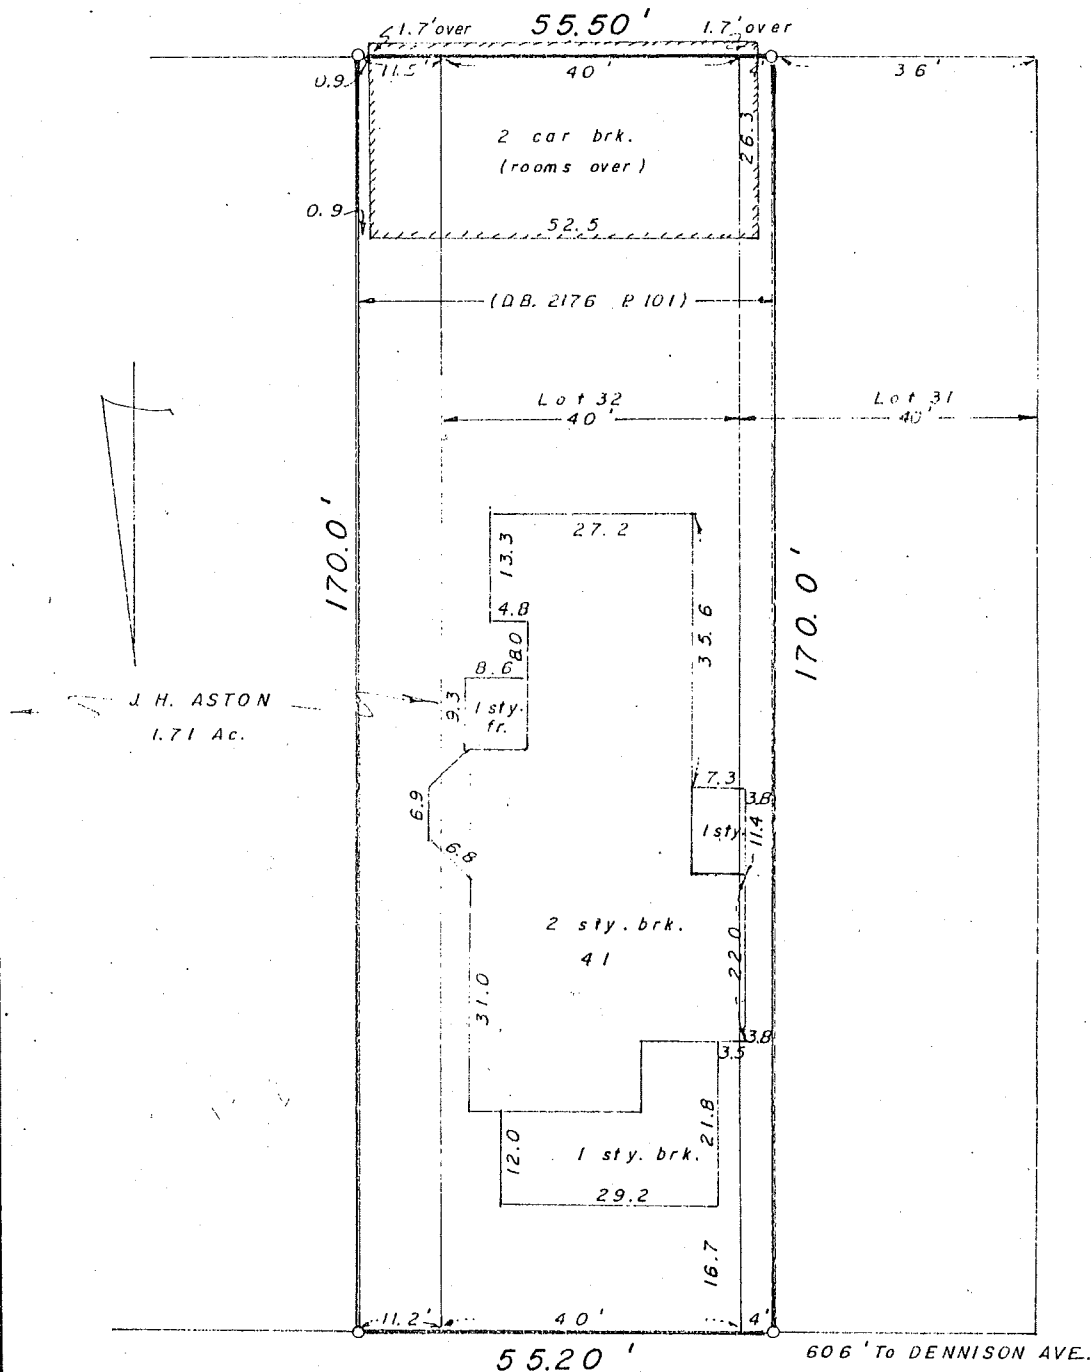 1.7' over 55.50' 1.7' over
0.9 11.5' 40' 4' 36'
2 car brk.
(rooms over)
26.3
0.9
52.5
(D.B. 2176 P. 101)
Lot 32
40'
Lot 31
40'
170.0'
27.2
13.3
4.8
8.0
35.6
170.0'
8.6
9.3
1 sty.
fr.
J. H. ASTON
1.71 Ac.
7.3
3.8
6.9
1 sty.
11.4
6.8
2 sty. brk.
41
22.0
31.0
3.8
3.5
21.8
12.0
1 sty. brk.
29.2
16.7
11.2' 40' 4'
55.20'
606' To DENNISON AVE.